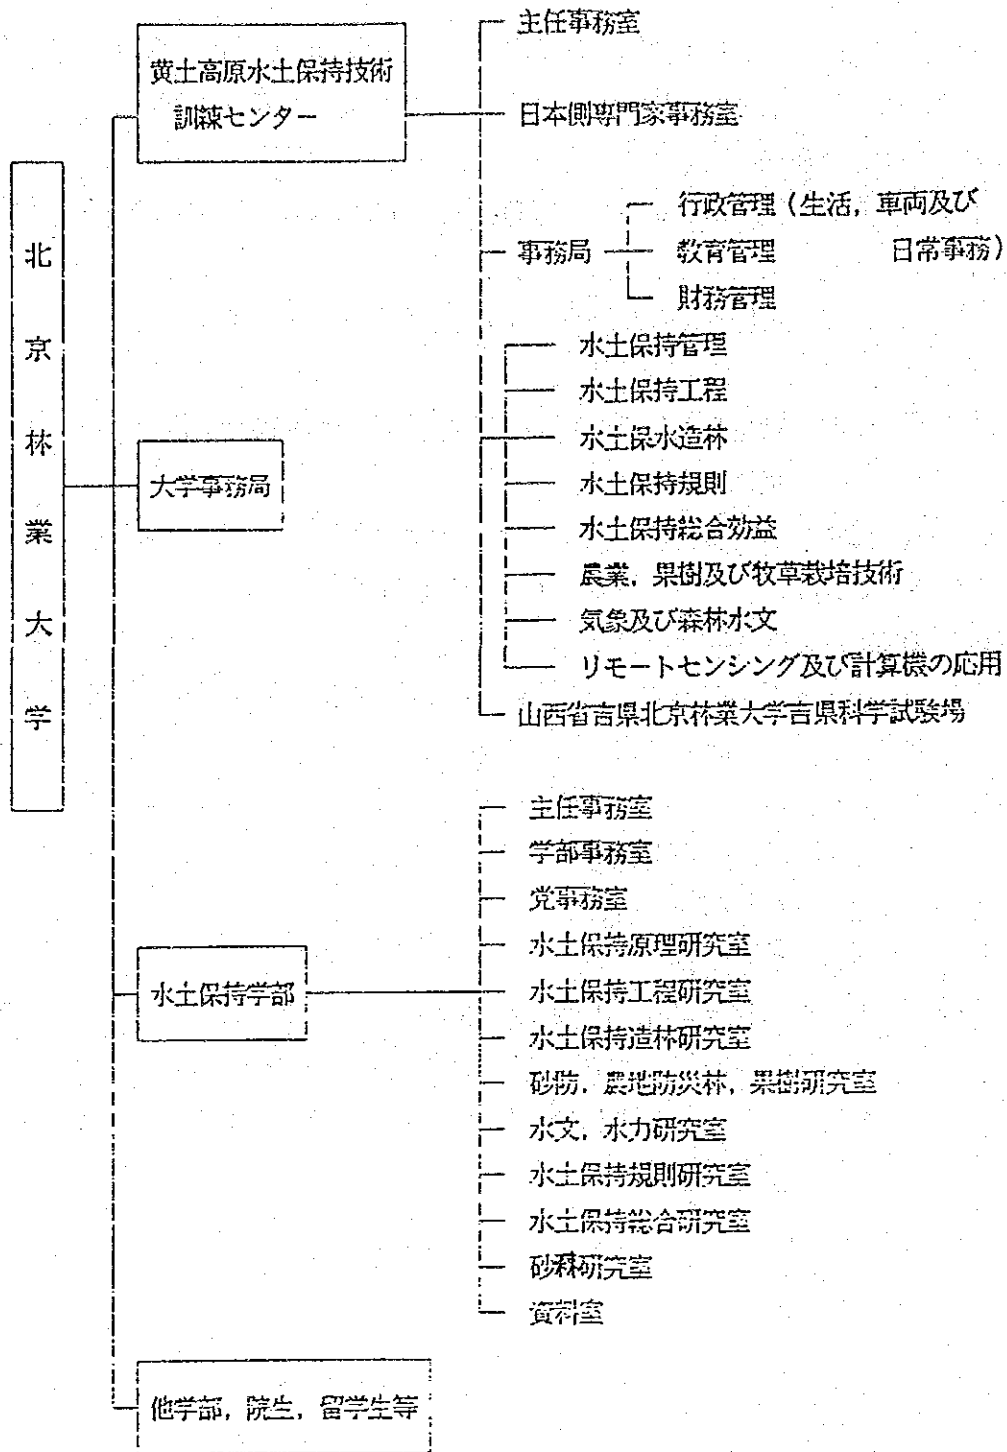 北京林業大学
黄土高原水土保持技術
訓練センター
主任事務室
日本側専門家事務室
事務局
行政管理(生活,車両及び
教育管理 日常事務)
財務管理
水土保持管理
水土保持工程
水土保水造林
水土保持規則
水土保持総合効益
農業,果樹及び牧草栽培技術
気象及び森林水文
リモートセンシング及び計算機の応用
山西省吉県北京林業大学吉県科学試験場
大学事務局
水土保持学部
主任事務室
学部事務室
党事務室
水土保持原理研究室
水土保持工程研究室
水土保持造林研究室
砂防,農地防災林,果樹研究室
水文,水力研究室
水土保持規則研究室
水土保持総合研究室
研究室
資料室
他学部,院生,留学生等